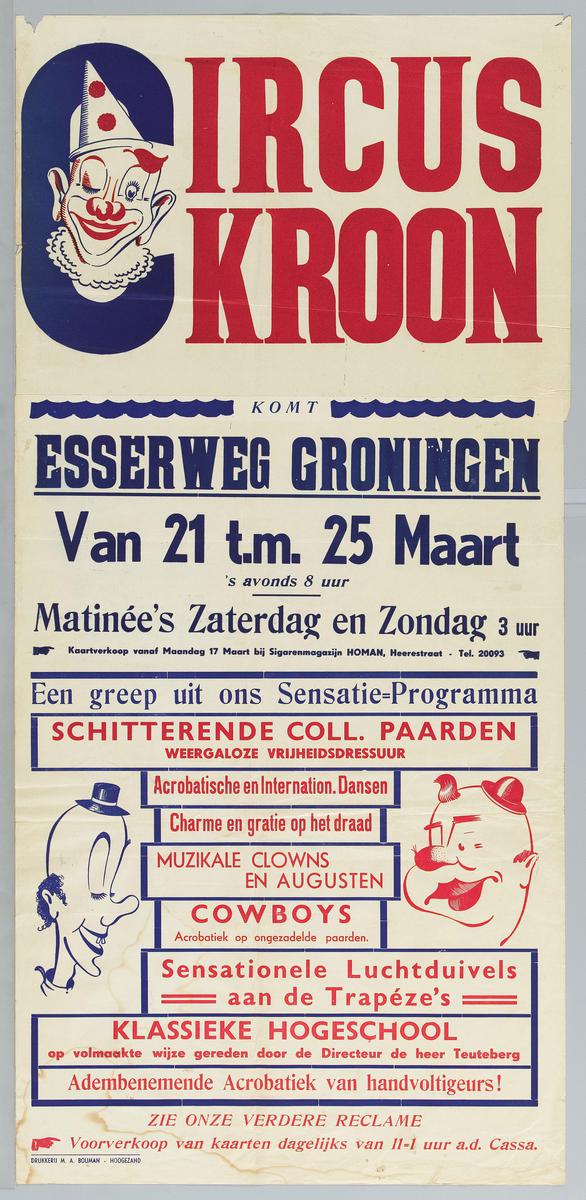 CIRCUS
KROON
KOMT
ESSERWEG GRONINGEN
Van 21 t.m. 25 Maart
's avonds 8 uur
Matinée's Zaterdag en Zondag 3 uur
Kaartverkoop vanaf Maandag 17 Maart bij Sigarenmagazijn HOMAN, Heerestraat - Tel. 20093
Een greep uit ons Sensatie=Programma
SCHITTERENDE COLL. PAARDEN
WEERGALOZE VRIJHEIDSDRESSUUR
Acrobatische en Internation. Dansen
Charme en gratie op het draad
MUZIKALE CLOWNS
EN AUGUSTEN
COWBOYS
Acrobatiek op ongezadelde paarden.
Sensationele Luchtduivels
aan de Trapéze's
KLASSIEKE HOGESCHOOL
op volmaakte wijze gereden door de Directeur de heer Teuteberg
Adembenemende Acrobatiek van handvoltigeurs!
ZIE ONZE VERDERE RECLAME
Voorverkoop van kaarten dagelijks van 11-1 uur a.d. Cassa.
DRUKKERIJ M. A. BOUMAN - HOOGEZAND